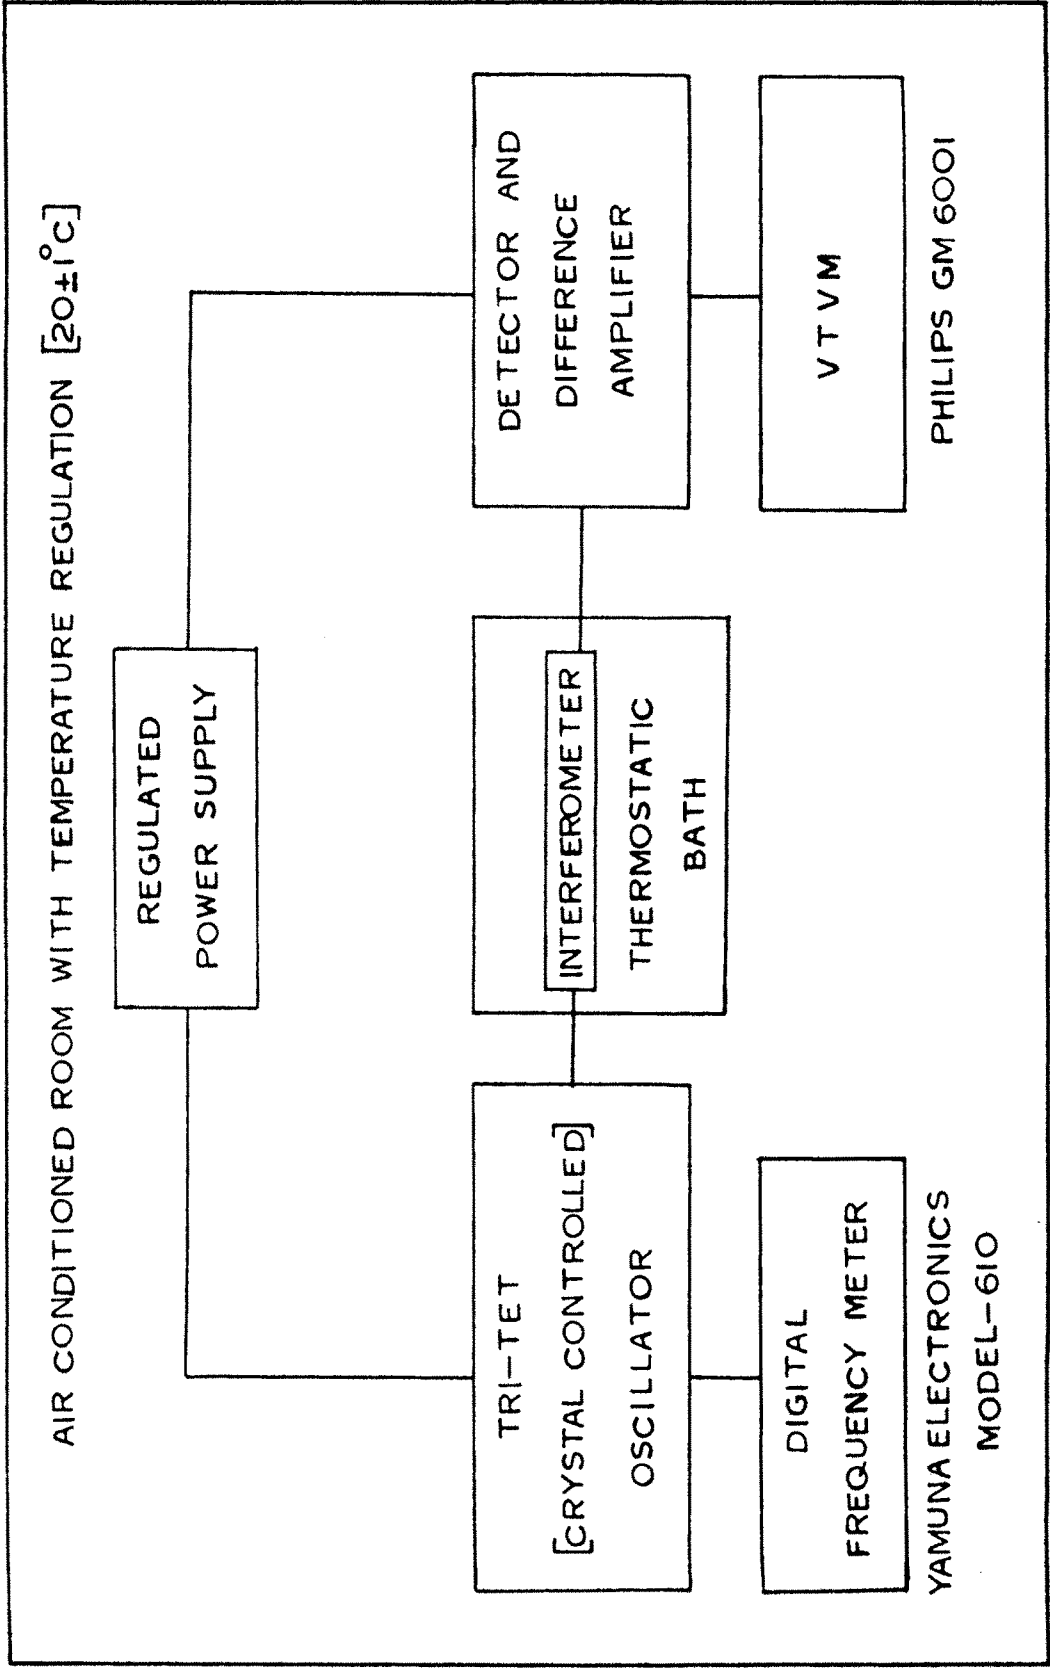 AIR CONDITIONED ROOM WITH TEMPERATURE REGULATION [20±1°C]
REGULATED
POWER SUPPLY
TRI-TET
[CRYSTAL CONTROLLED]
OSCILLATOR
INTERFEROMETER
THERMOSTATIC
BATH
DETECTOR AND
DIFFERENCE
AMPLIFIER
DIGITAL
FREQUENCY METER
YAMUNA ELECTRONICS
MODEL-610
VTVM
PHILIPS GM 6001